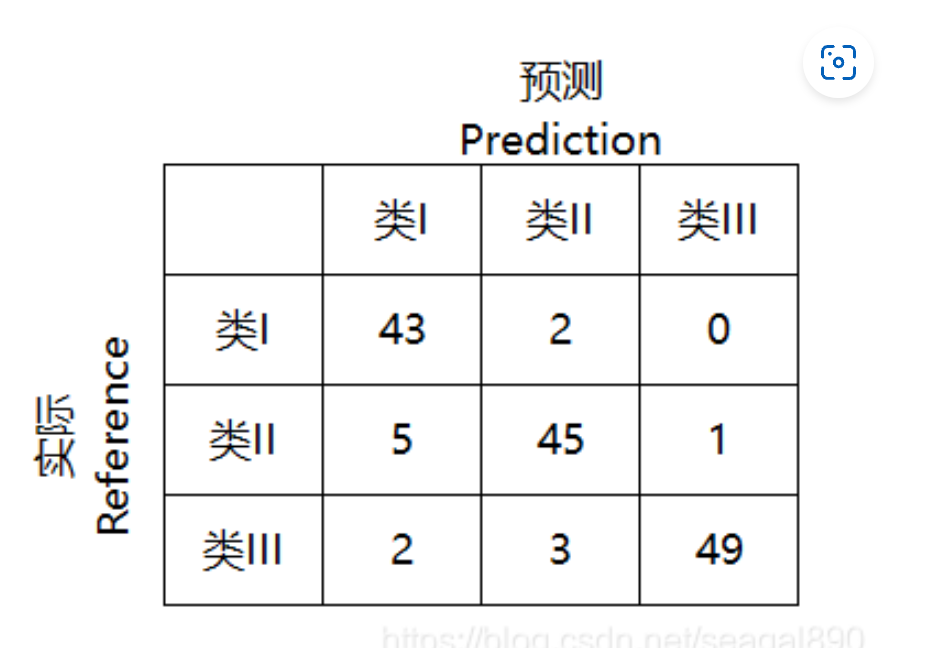 预测
Prediction
类I 类II 类III
实际
Reference
类I 43 2 0
类II 5 45 1
类III 2 3 49
https://blog.csdn.net/seagal890